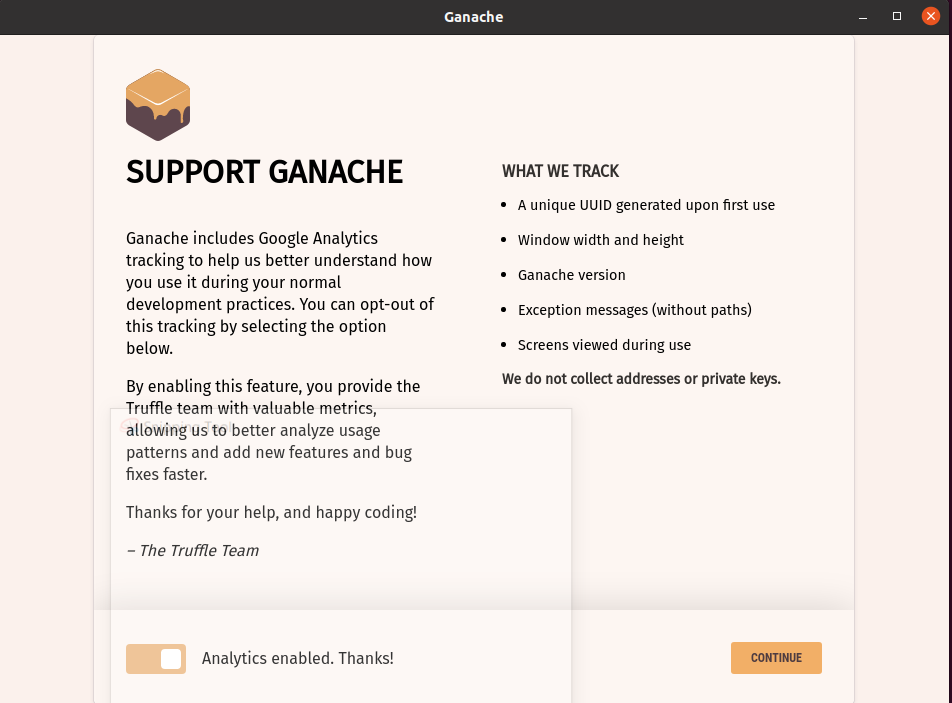 Ganache
SUPPORT GANACHE
Ganache includes Google Analytics
tracking to help us better understand how
you use it during your normal
development practices. You can opt-out of
this tracking by selecting the option
below.
By enabling this feature, you provide the
Truffle team with valuable metrics,
allowing us to better analyze usage
patterns and add new features and bug
fixes faster.
Thanks for your help, and happy coding!
– The Truffle Team
WHAT WE TRACK
• A unique UUID generated upon first use
• Window width and height
• Ganache version
• Exception messages (without paths)
• Screens viewed during use
We do not collect addresses or private keys.
Snipping Tool
Analytics enabled. Thanks!
CONTINUE